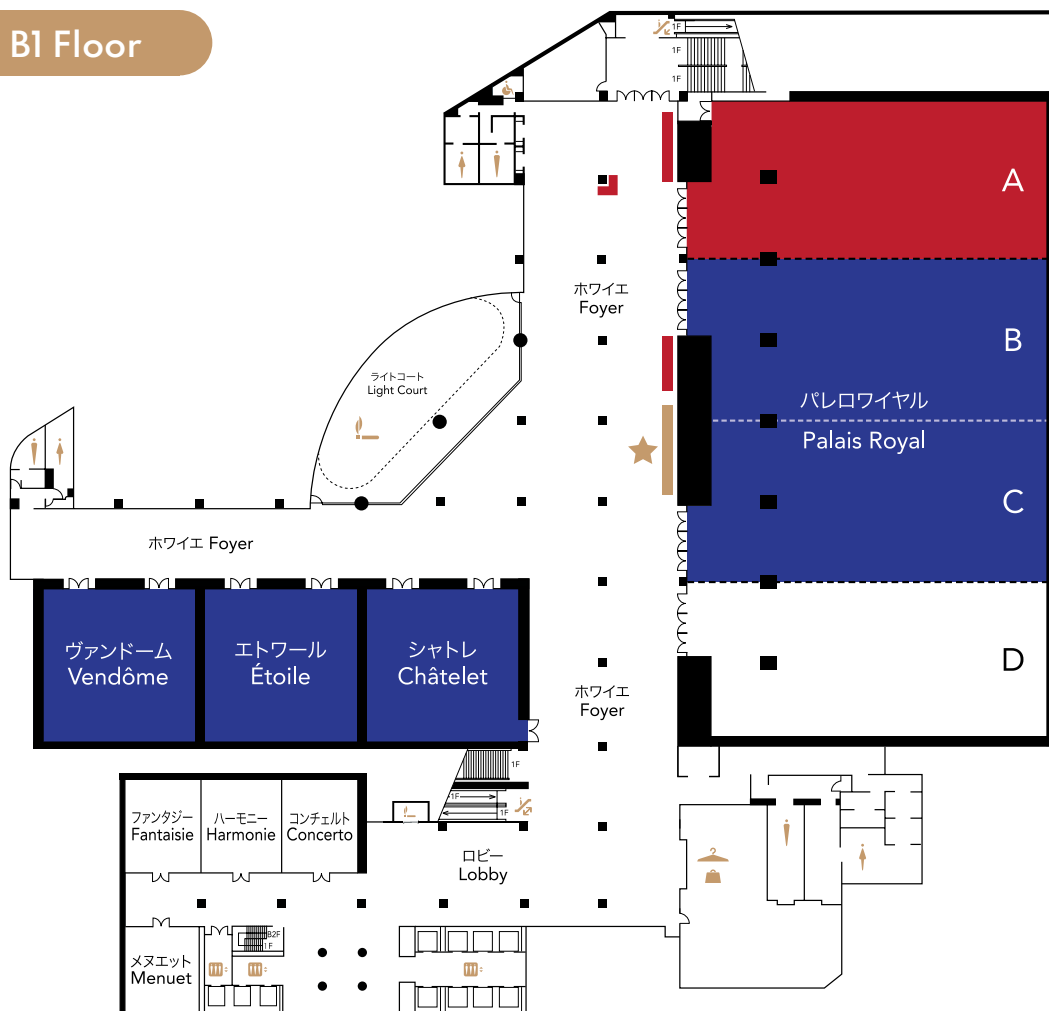 B1 Floor
1F
1F
1F
A
ホワイエ
Foyer
B
ライトコート
Light Court
パレロワイヤル
Palais Royal
C
ホワイエ Foyer
ヴァンドーム
Vendôme
エトワール
Étoile
シャトレ
Châtelet
D
ホワイエ
Foyer
1F
1F
1F
ファンタジー
Fantaisie
ハーモニー
Harmonie
コンチェルト
Concerto
ロビー
Lobby
B2F
1F
メヌエット
Menuet